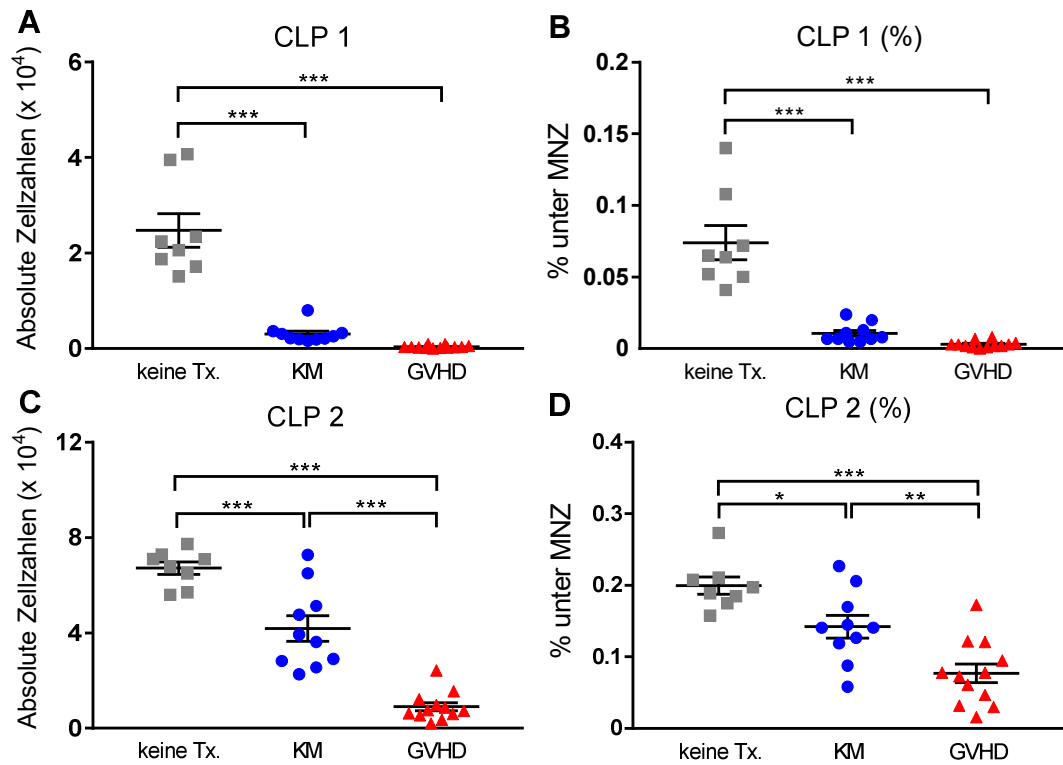 A
CLP 1
Absolute Zellzahlen (x 10⁴)
6
4
2
0
***
***
keine Tx.
KM
GVHD
B
CLP 1 (%)
% unter MNZ
0.2
0.15
0.1
0.05
0
***
***
keine Tx.
KM
GVHD
C
CLP 2
Absolute Zellzahlen (x 10⁴)
12
8
4
0
***
***
***
keine Tx.
KM
GVHD
D
CLP 2 (%)
% unter MNZ
0.4
0.3
0.2
0.1
0
***
*
**
keine Tx.
KM
GVHD